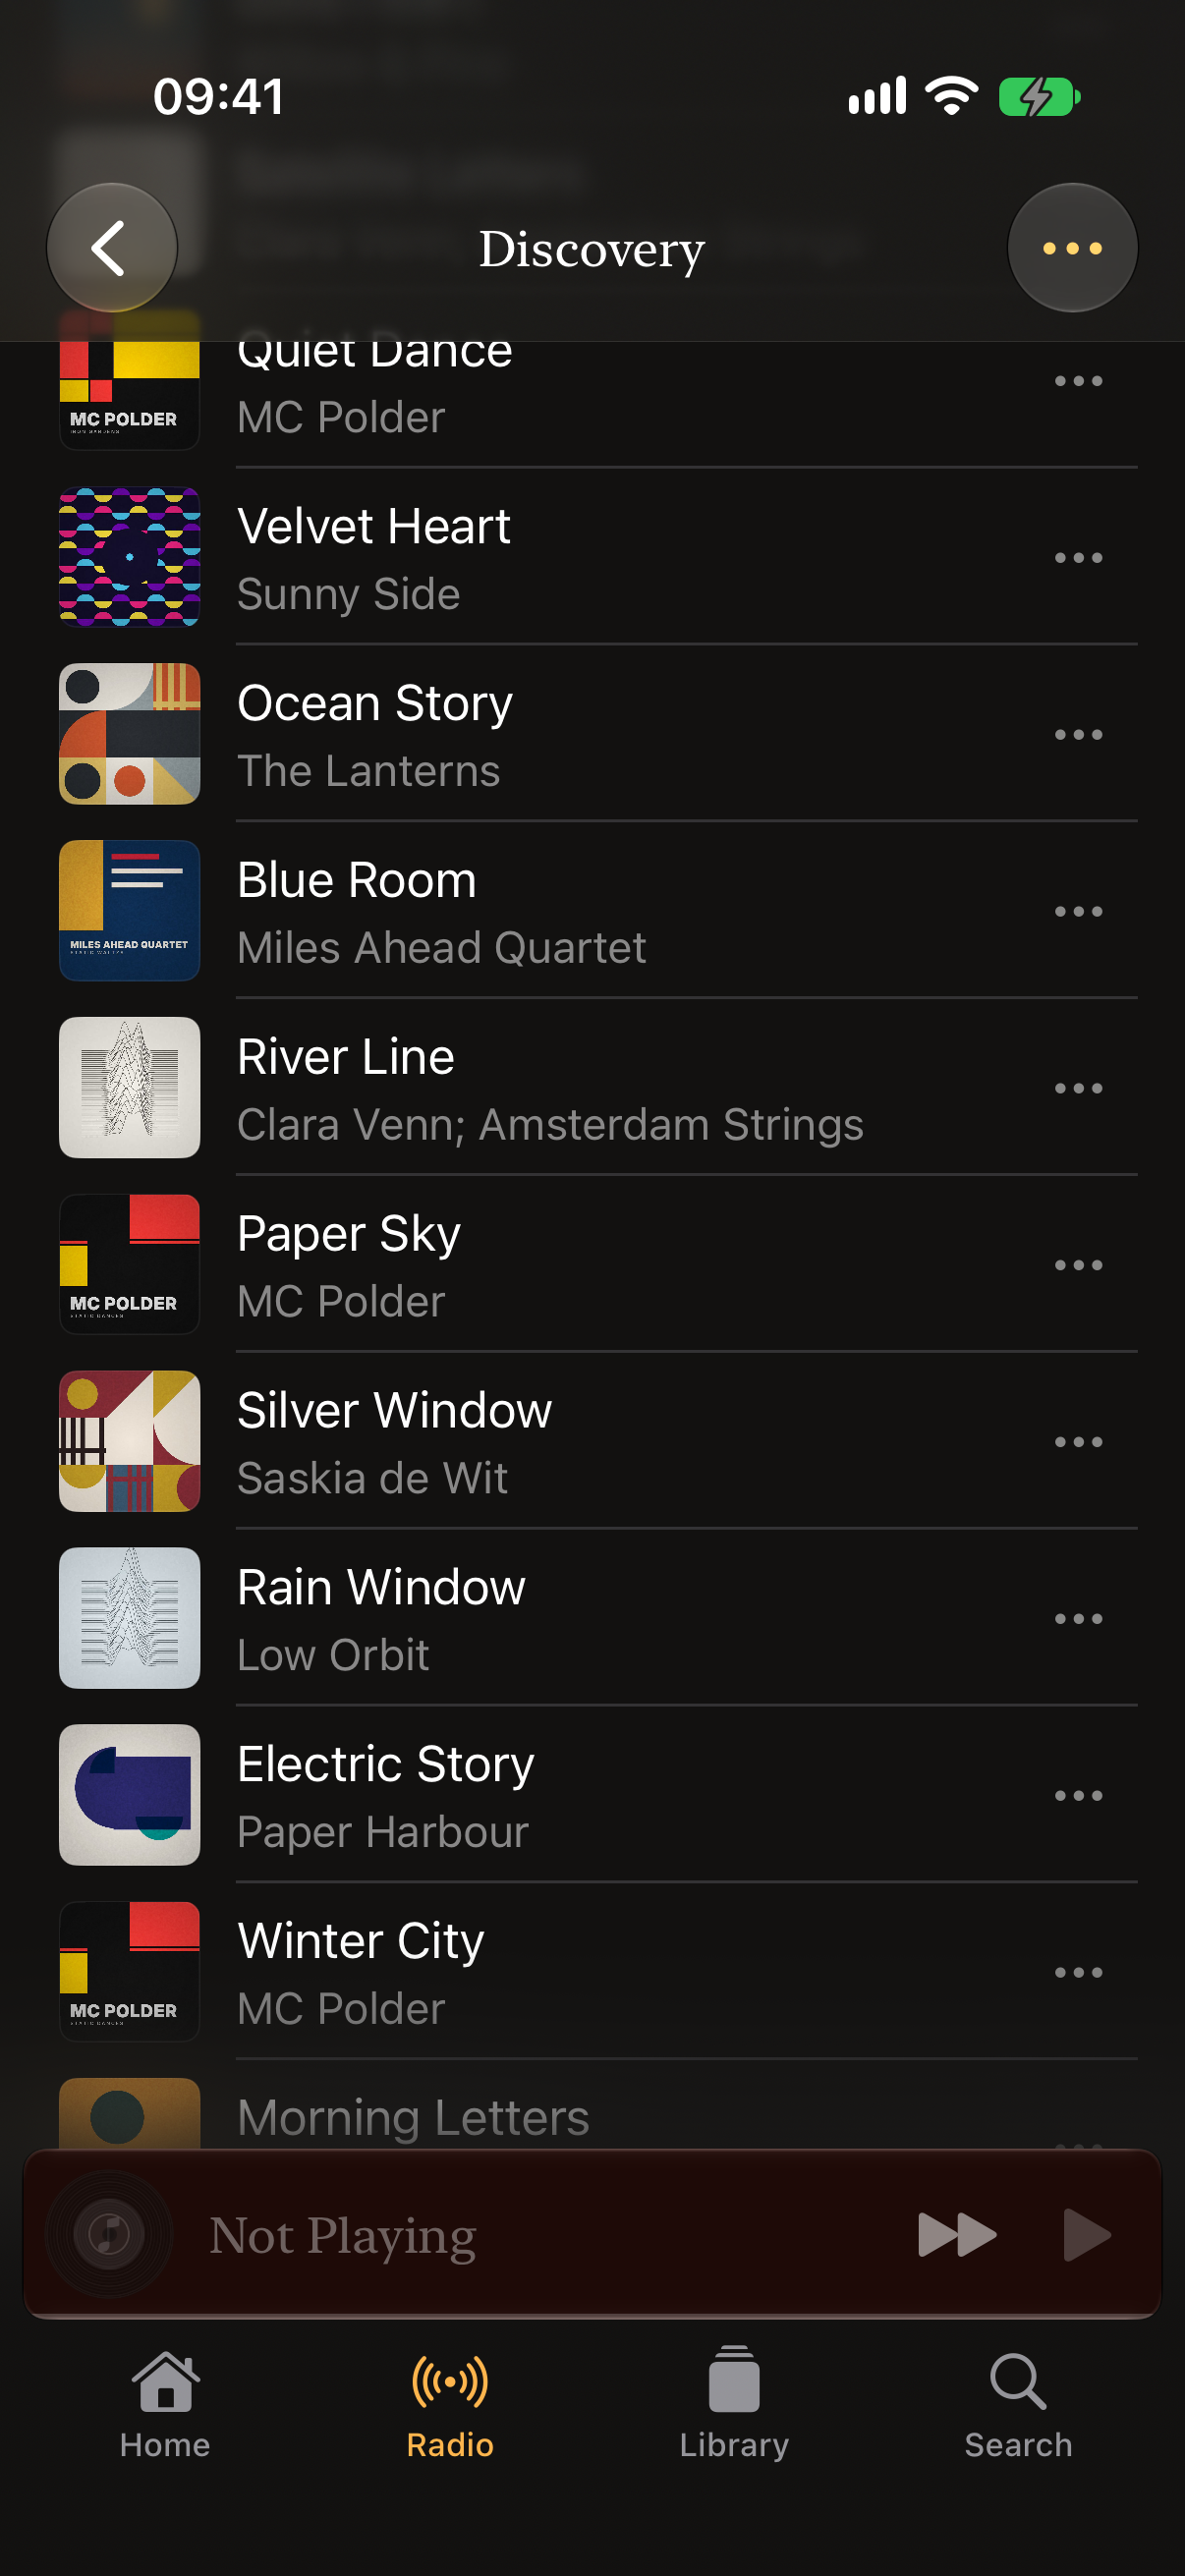 09:41
Discovery
Quiet Dance
MC Polder
MC POLDER
Velvet Heart
Sunny Side
Ocean Story
The Lanterns
Blue Room
Miles Ahead Quartet
MILES AHEAD QUARTET
River Line
Clara Venn; Amsterdam Strings
Paper Sky
MC Polder
MC POLDER
Silver Window
Saskia de Wit
Rain Window
Low Orbit
Electric Story
Paper Harbour
Winter City
MC Polder
MC POLDER
Morning Letters
Not Playing
Home
Radio
Library
Search